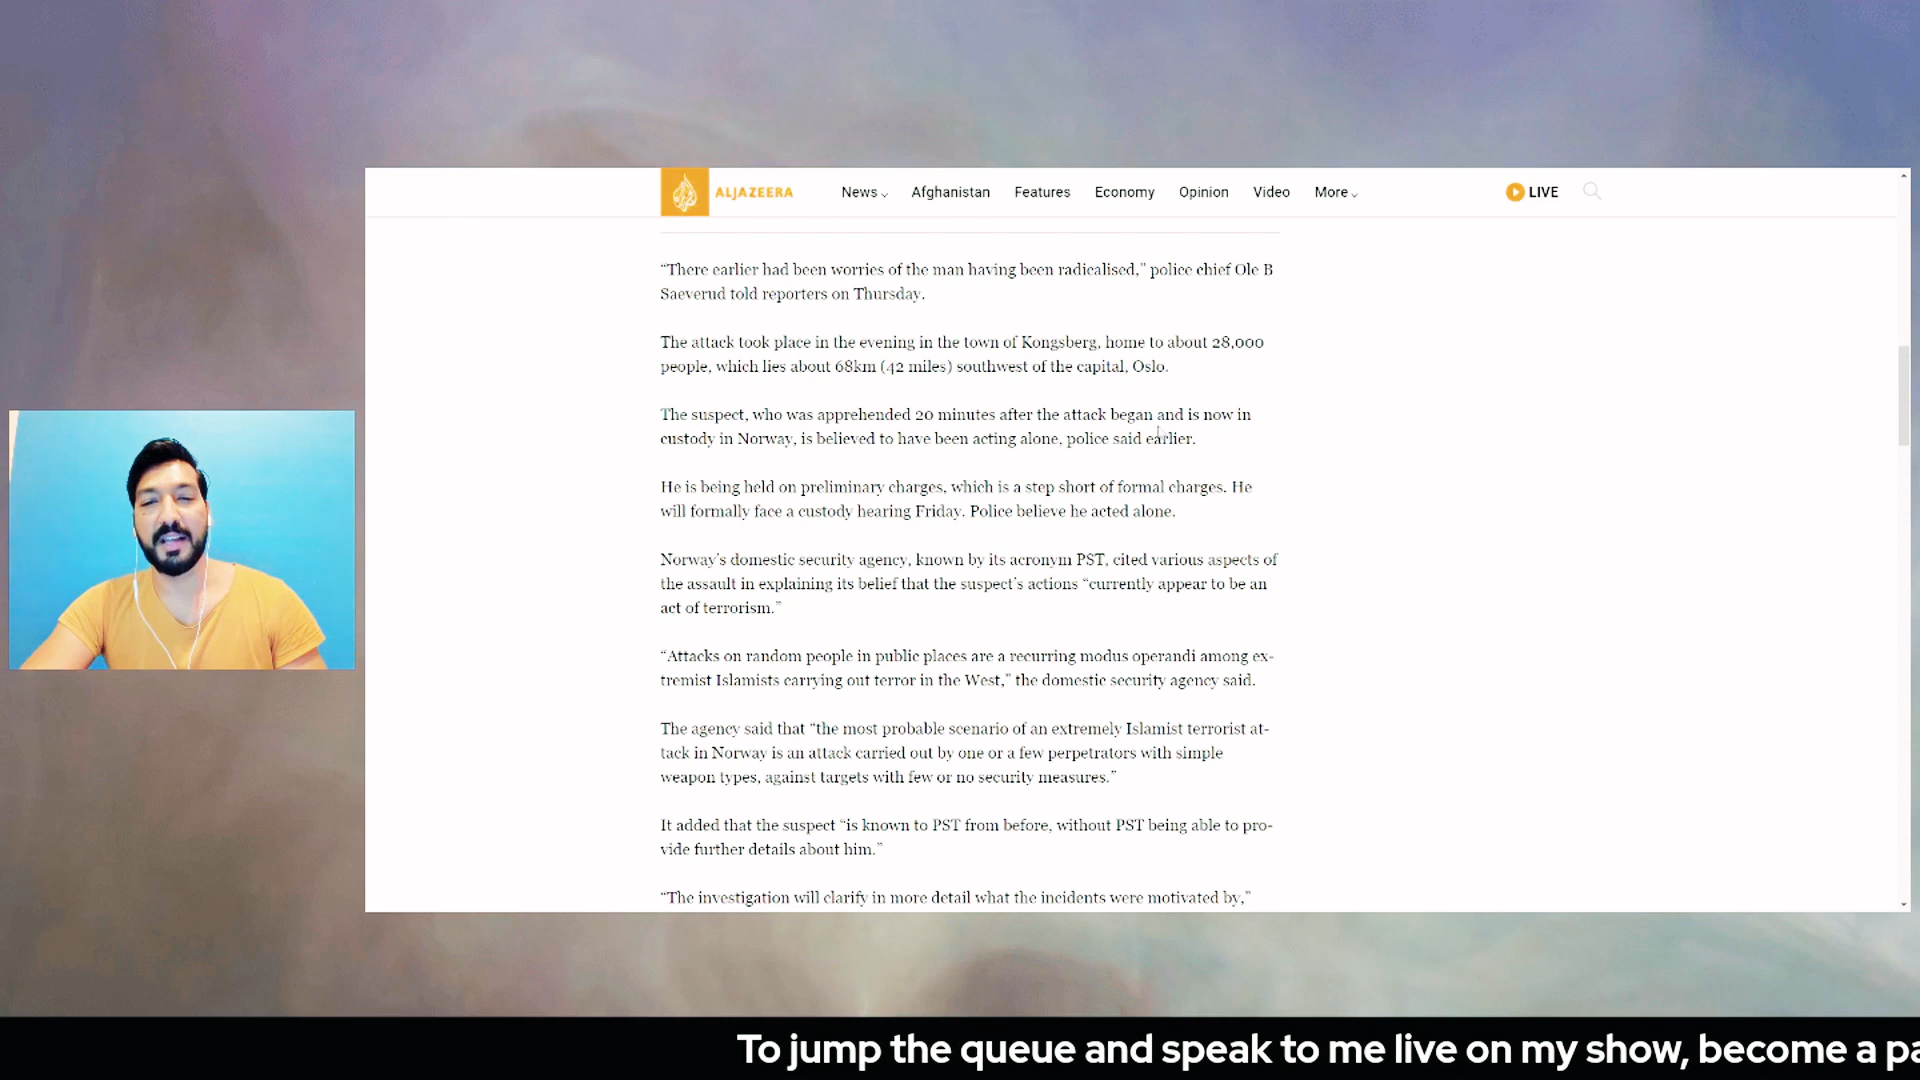 ALJAZEERA
News
Afghanistan
Features
Economy
Opinion
Video
More
LIVE
“There earlier had been worries of the man having been radicalised,” police chief Ole B
Saeverud told reporters on Thursday.
The attack took place in the evening in the town of Kongsberg, home to about 28,000
people, which lies about 68km (42 miles) southwest of the capital, Oslo.
The suspect, who was apprehended 20 minutes after the attack began and is now in
custody in Norway, is believed to have been acting alone, police said earlier.
He is being held on preliminary charges, which is a step short of formal charges. He
will formally face a custody hearing Friday. Police believe he acted alone.
Norway’s domestic security agency, known by its acronym PST, cited various aspects of
the assault in explaining its belief that the suspect’s actions “currently appear to be an
act of terrorism.”
“Attacks on random people in public places are a recurring modus operandi among ex-
tremist Islamists carrying out terror in the West,” the domestic security agency said.
The agency said that “the most probable scenario of an extremely Islamist terrorist at-
tack in Norway is an attack carried out by one or a few perpetrators with simple
weapon types, against targets with few or no security measures.”
It added that the suspect “is known to PST from before, without PST being able to pro-
vide further details about him.”
“The investigation will clarify in more detail what the incidents were motivated by,”
To jump the queue and speak to me live on my show, become a pa